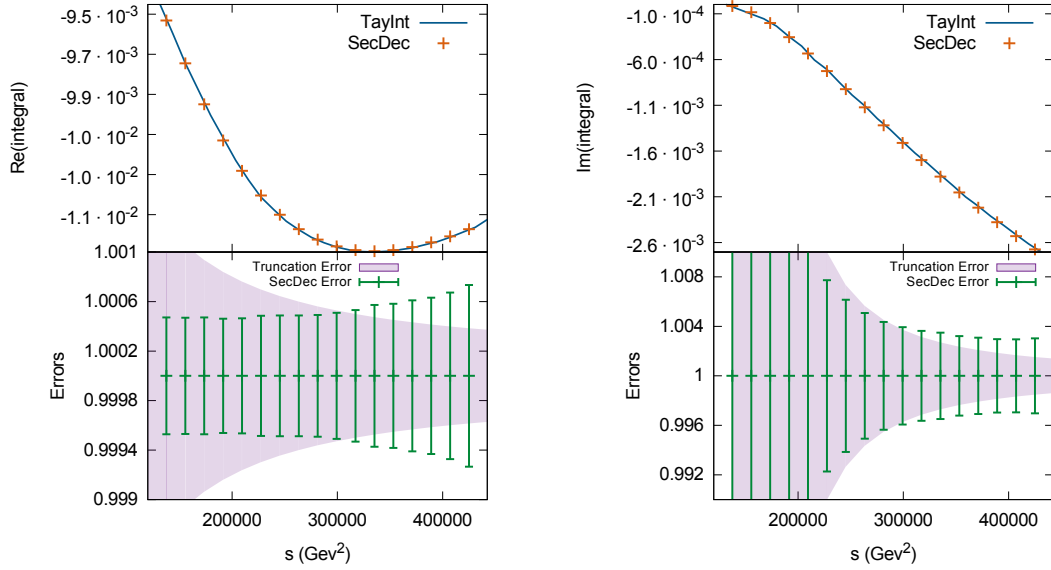 TayInt
SecDec
Re(integral)
-9.5 · 10⁻³
-9.7 · 10⁻³
-9.9 · 10⁻³
-1.0 · 10⁻²
-1.0 · 10⁻²
-1.1 · 10⁻²
Truncation Error
SecDec Error
Errors
1.001
1.0006
1.0002
0.9998
0.9994
0.999
200000 300000 400000
s (Gev²)
TayInt
SecDec
Im(integral)
-1.0 · 10⁻⁴
-6.0 · 10⁻⁴
-1.1 · 10⁻³
-1.6 · 10⁻³
-2.1 · 10⁻³
-2.6 · 10⁻³
Truncation Error
SecDec Error
Errors
1.008
1.004
1
0.996
0.992
200000 300000 400000
s (Gev²)